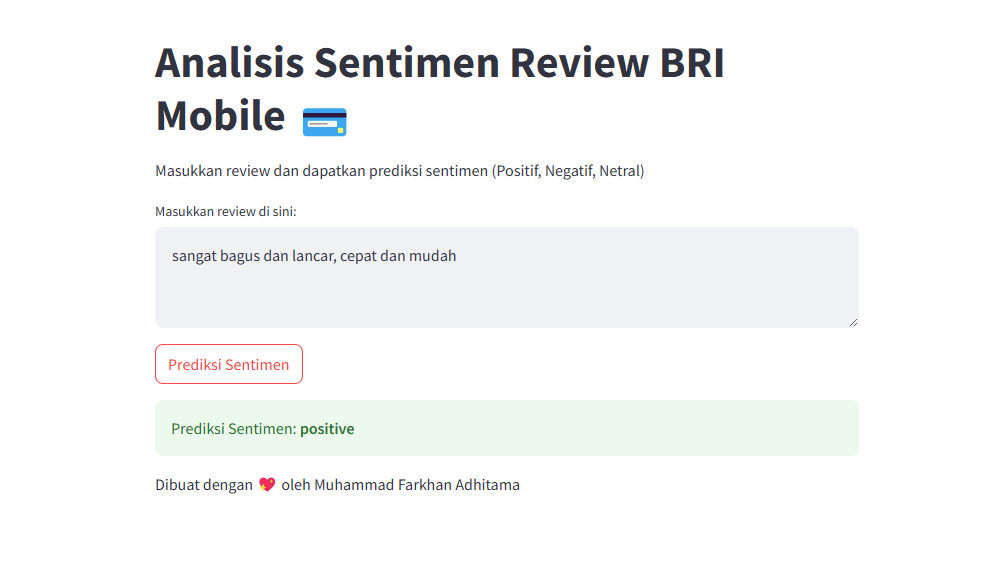 Analisis Sentimen Review BRI
Mobile 💳
Masukkan review dan dapatkan prediksi sentimen (Positif, Negatif, Netral)
Masukkan review di sini:
sangat bagus dan lancar, cepat dan mudah
Prediksi Sentimen
Prediksi Sentimen: positive
Dibuat dengan 💖 oleh Muhammad Farkhan Adhitama